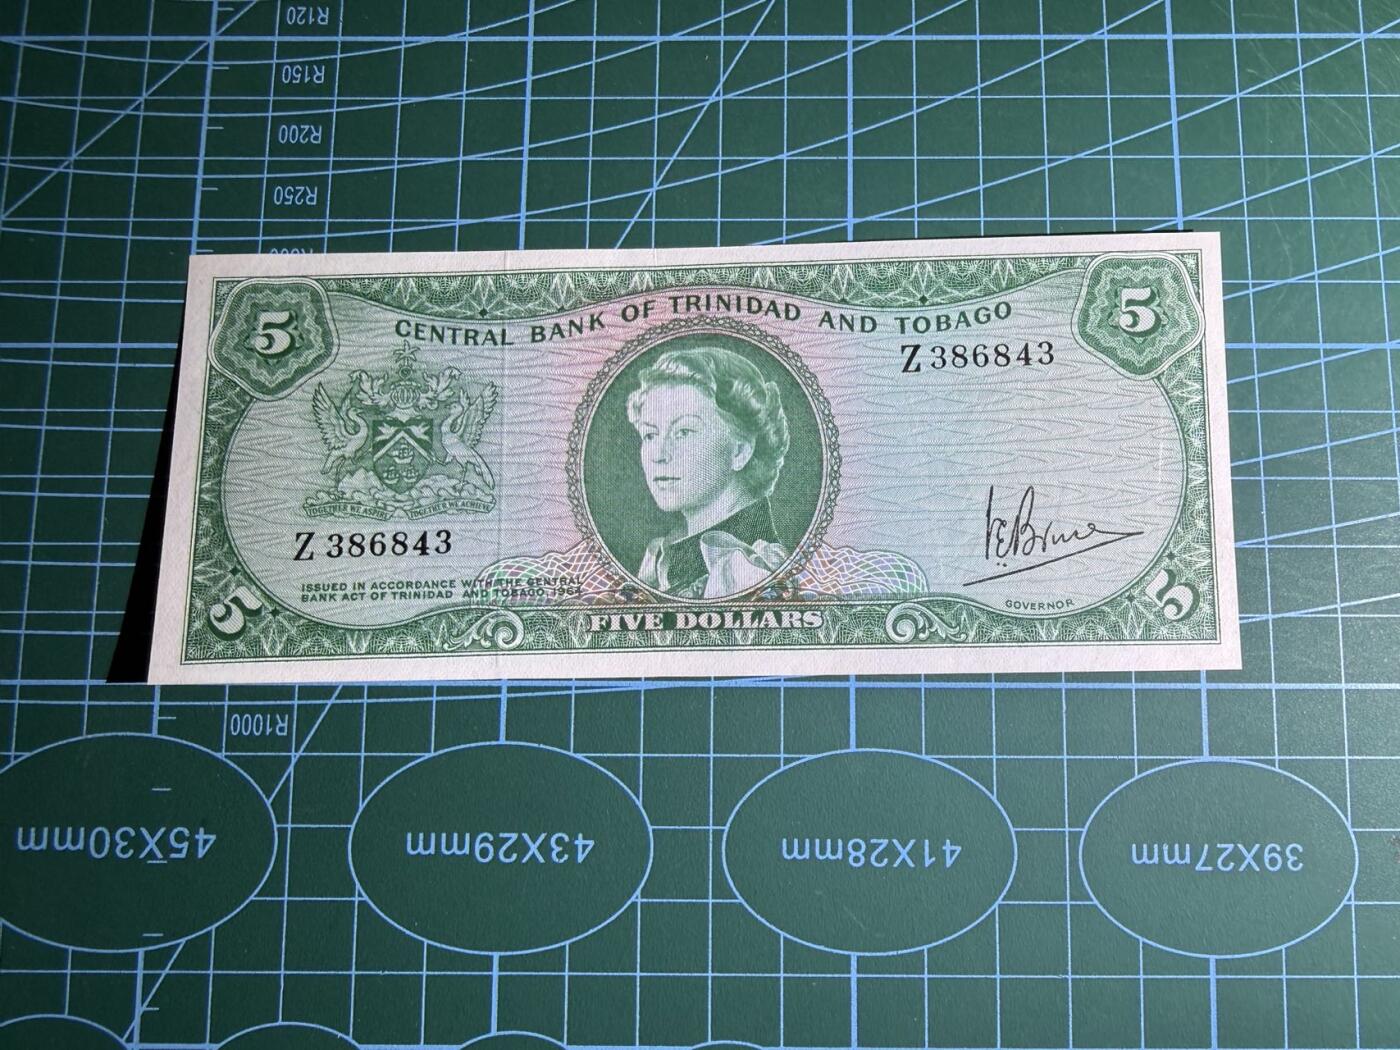 R120
R150
R200
R250
5
5
CENTRAL BANK OF TRINIDAD AND TOBAGO
Z 386843
TOGETHER WE ASPIRE TOGETHER WE ACHIEVE
Z 386843
ISSUED IN ACCORDANCE WITH THE CENTRAL
BANK ACT OF TRINIDAD AND TOBAGO, 1964
GOVERNOR
5
FIVE DOLLARS
5
R1000
45X30mm
43X29mm
41X28mm
39X27mm